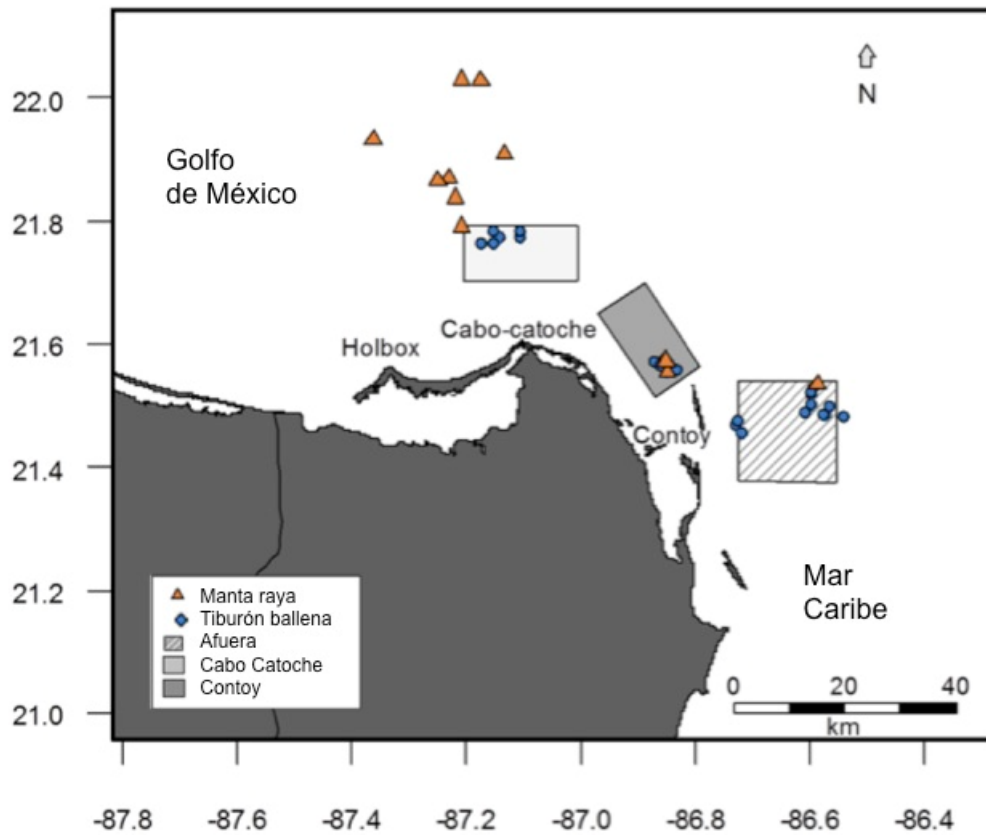 N
22.0
Golfo
de México
21.8
21.6
Cabo-catoche
Holbox
Contoy
21.4
21.2
Mar
Caribe
Manta raya
Tiburón ballena
Afuera
Cabo Catoche
Contoy
0 20 40
km
21.0
-87.8 -87.6 -87.4 -87.2 -87.0 -86.8 -86.6 -86.4